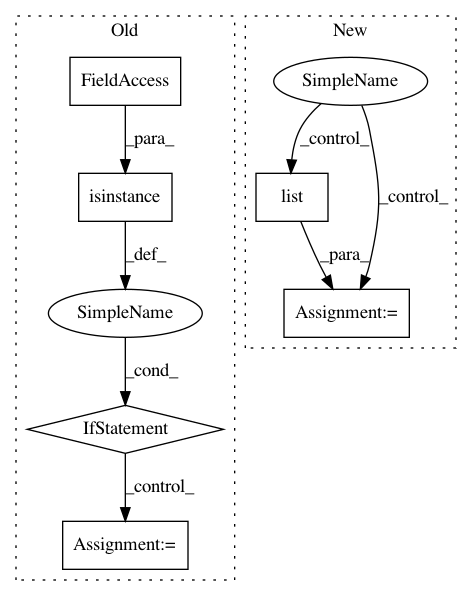 Old
New
FieldAccess
SimpleName
_para_
_control_
isinstance
list
_control_
_def_
_para_
SimpleName
Assignment:=
_cond_
IfStatement
_control_
Assignment:=